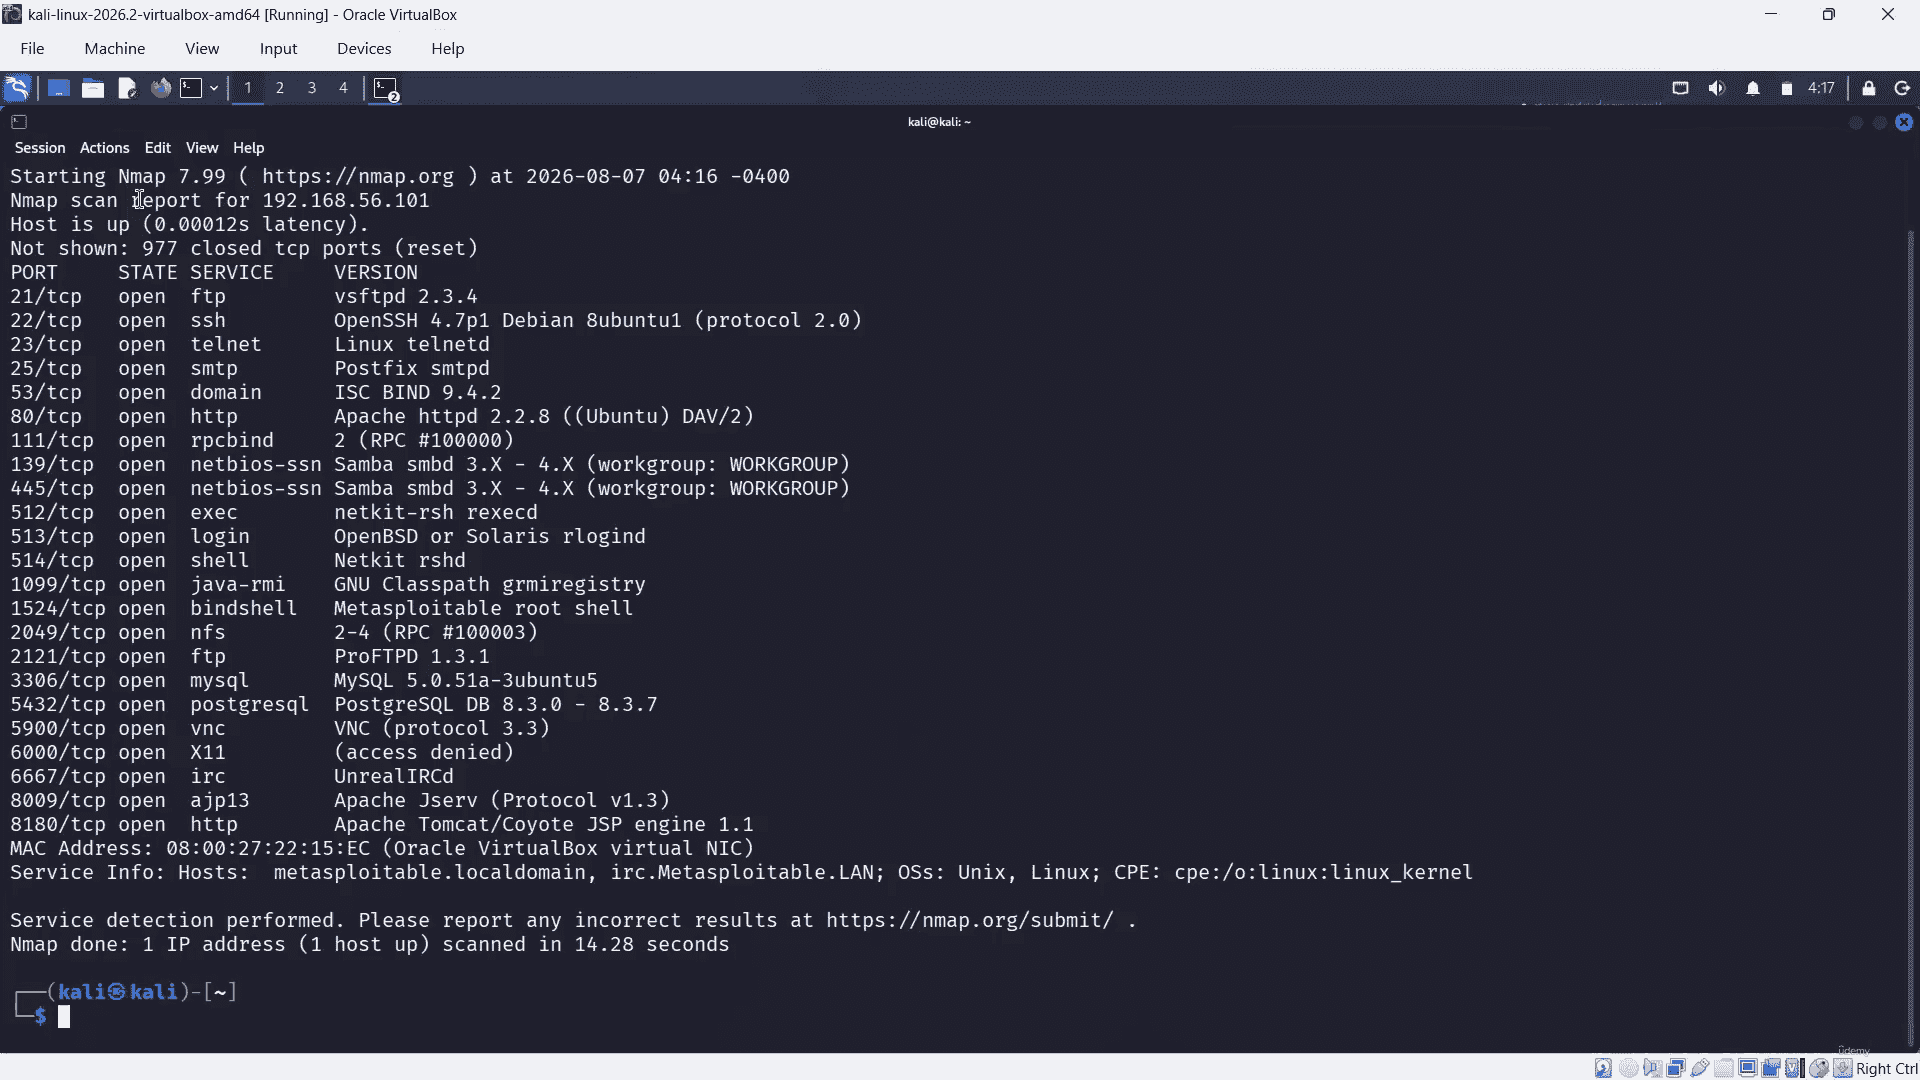 kali-linux-2026.2-virtualbox-amd64 [Running] - Oracle VirtualBox
File Machine View Input Devices Help
1 2 3 4 2 4:17
kali@kali: ~
Session Actions Edit View Help
Starting Nmap 7.99 ( https://nmap.org ) at 2026-08-07 04:16 -0400
Nmap scan report for 192.168.56.101
Host is up (0.00012s latency).
Not shown: 977 closed tcp ports (reset)
PORT     STATE SERVICE     VERSION
21/tcp   open  ftp         vsftpd 2.3.4
22/tcp   open  ssh         OpenSSH 4.7p1 Debian 8ubuntu1 (protocol 2.0)
23/tcp   open  telnet      Linux telnetd
25/tcp   open  smtp        Postfix smtpd
53/tcp   open  domain      ISC BIND 9.4.2
80/tcp   open  http        Apache httpd 2.2.8 ((Ubuntu) DAV/2)
111/tcp  open  rpcbind     2 (RPC #100000)
139/tcp  open  netbios-ssn Samba smbd 3.X - 4.X (workgroup: WORKGROUP)
445/tcp  open  netbios-ssn Samba smbd 3.X - 4.X (workgroup: WORKGROUP)
512/tcp  open  exec        netkit-rsh rexecd
513/tcp  open  login       OpenBSD or Solaris rlogind
514/tcp  open  shell       Netkit rshd
1099/tcp open  java-rmi    GNU Classpath grmiregistry
1524/tcp open  bindshell   Metasploitable root shell
2049/tcp open  nfs         2-4 (RPC #100003)
2121/tcp open  ftp         ProFTPD 1.3.1
3306/tcp open  mysql       MySQL 5.0.51a-3ubuntu5
5432/tcp open  postgresql  PostgreSQL DB 8.3.0 - 8.3.7
5900/tcp open  vnc         VNC (protocol 3.3)
6000/tcp open  X11         (access denied)
6667/tcp open  irc         UnrealIRCd
8009/tcp open  ajp13       Apache Jserv (Protocol v1.3)
8180/tcp open  http        Apache Tomcat/Coyote JSP engine 1.1
MAC Address: 08:00:27:22:15:EC (Oracle VirtualBox virtual NIC)
Service Info: Hosts:  metasploitable.localdomain, irc.Metasploitable.LAN; OSs: Unix, Linux; CPE: cpe:/o:linux:linux_kernel
Service detection performed. Please report any incorrect results at https://nmap.org/submit/ .
Nmap done: 1 IP address (1 host up) scanned in 14.28 seconds
┌──(kali㉿kali)-[~]
└─$
ûdemy
Right Ctrl